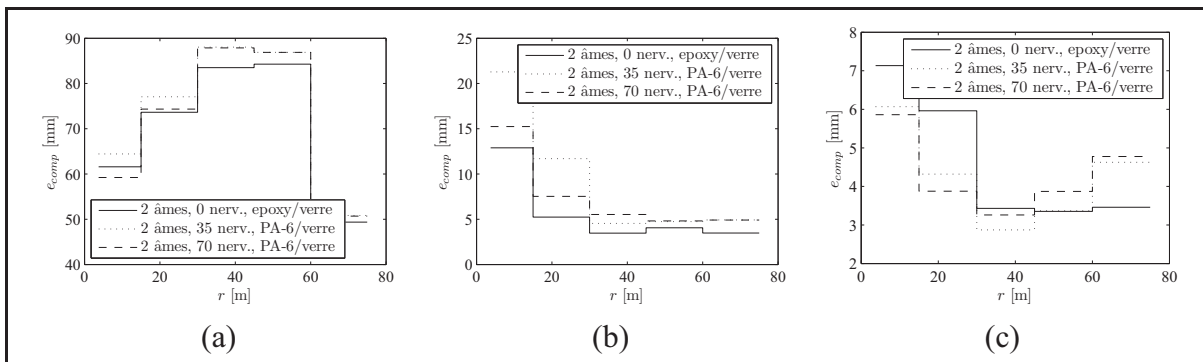 90
80
70
60
50
40
e_comp [mm]
2 âmes, 0 nerv., epoxy/verre
2 âmes, 35 nerv., PA-6/verre
2 âmes, 70 nerv., PA-6/verre
0 20 40 60 80
r [m]
(a)
25
20
15
10
5
0
e_comp [mm]
2 âmes, 0 nerv., epoxy/verre
2 âmes, 35 nerv., PA-6/verre
2 âmes, 70 nerv., PA-6/verre
0 20 40 60 80
r [m]
(b)
8
7
6
5
4
3
2
e_comp [mm]
2 âmes, 0 nerv., epoxy/verre
2 âmes, 35 nerv., PA-6/verre
2 âmes, 70 nerv., PA-6/verre
0 20 40 60 80
r [m]
(c)